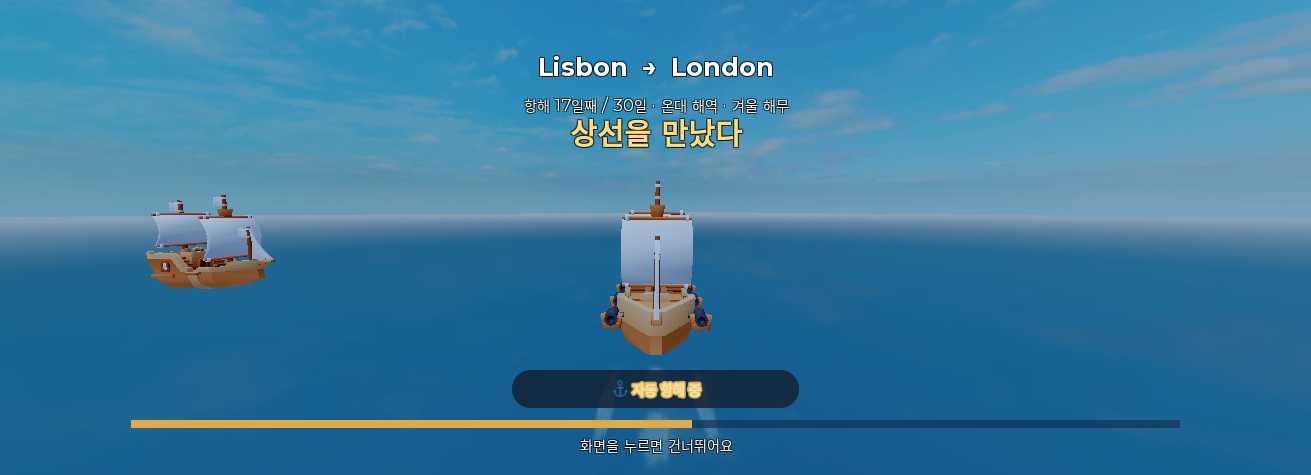 Lisbon → London
항해 17일째 / 30일 · 온대 해역 · 겨울 해무
상선을 만났다
⚓ 자동 항해 중
화면을 누르면 건너뛰어요